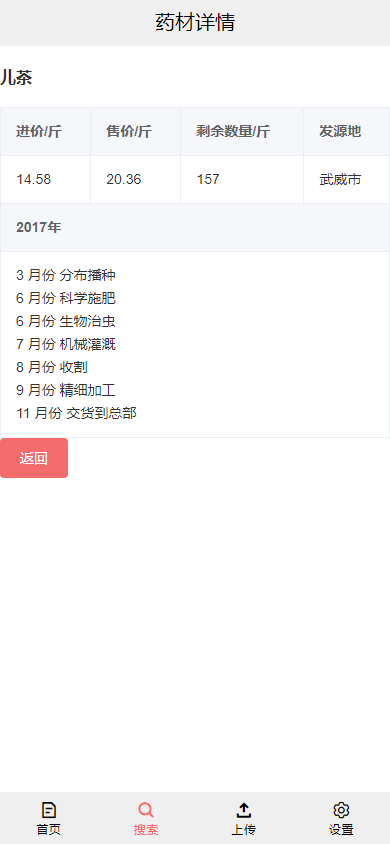 药材详情
儿茶
进价/斤 售价/斤 剩余数量/斤 发源地
14.58 20.36 157 武威市
2017年
3 月份 分布播种
6 月份 科学施肥
6 月份 生物治虫
7 月份 机械灌溉
8 月份 收割
9 月份 精细加工
11 月份 交货到总部
返回
首页 搜索 上传 设置